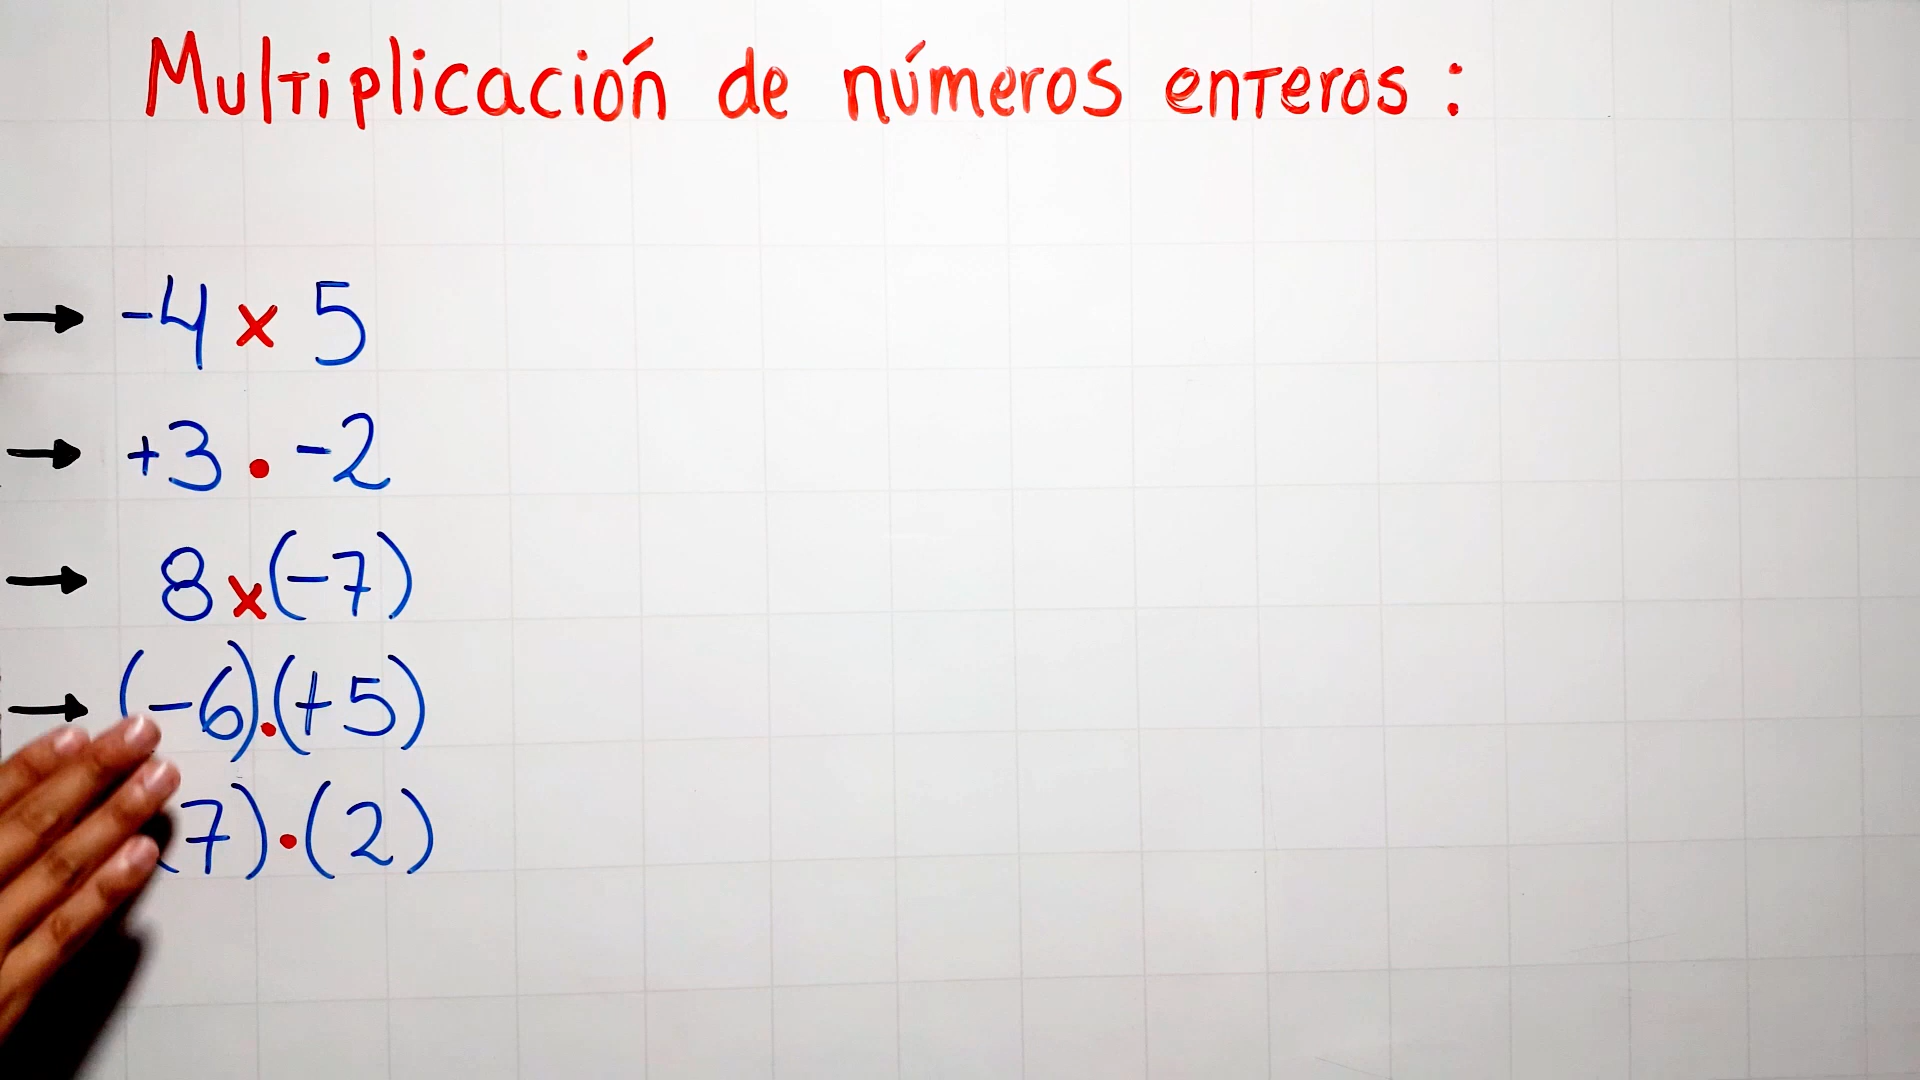 Multiplicación de números enteros :
→ -4 x 5
→ +3 • -2
→ 8 x (-7)
→ (-6).(+5)
(7)•(2)